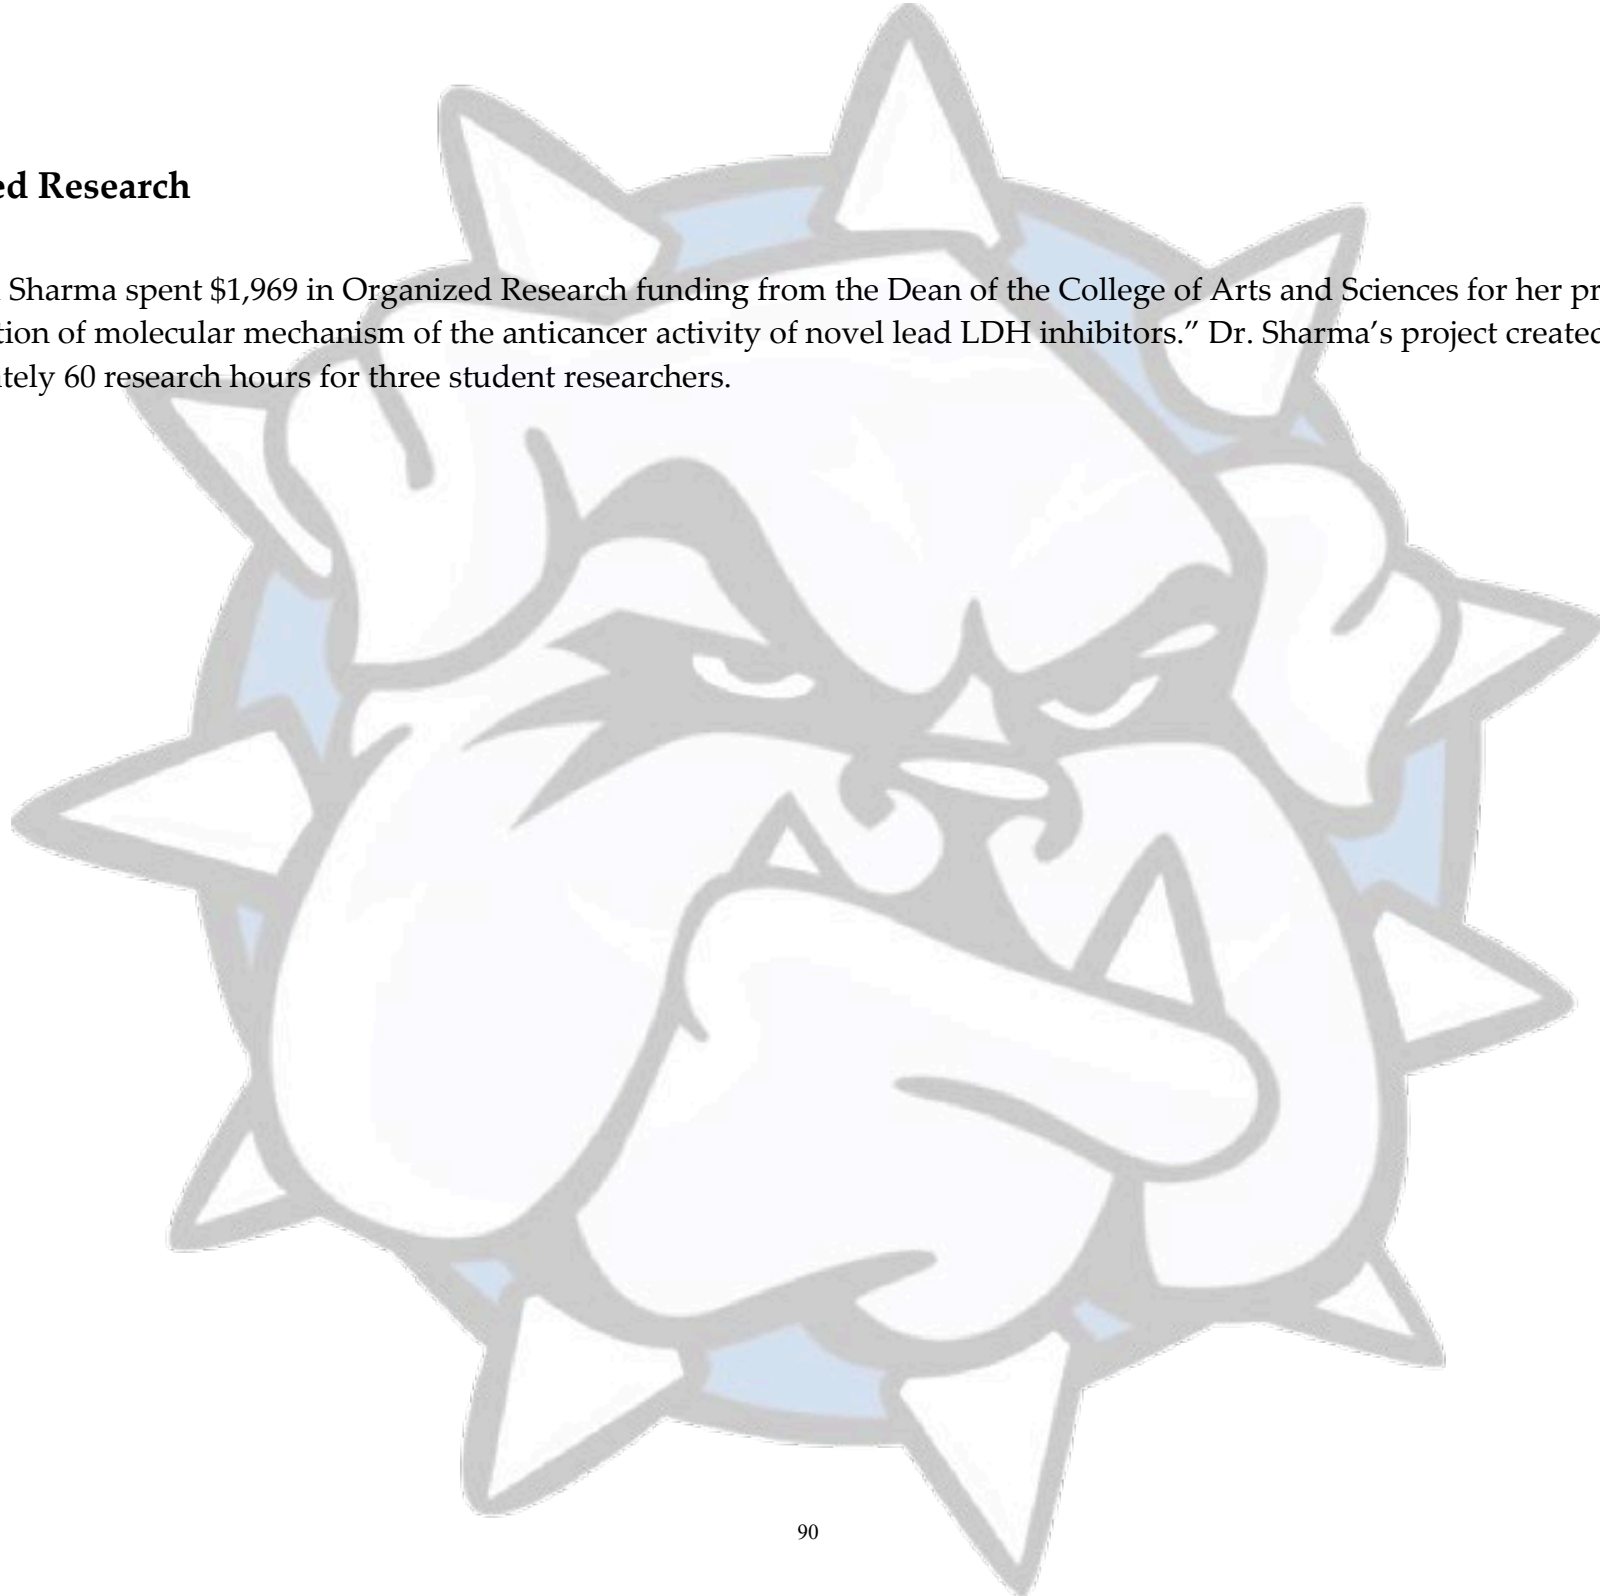 ed Research
Sharma spent $1,969 in Organized Research funding from the Dean of the College of Arts and Sciences for her pr
tion of molecular mechanism of the anticancer activity of novel lead LDH inhibitors.” Dr. Sharma’s project created
tely 60 research hours for three student researchers.
90